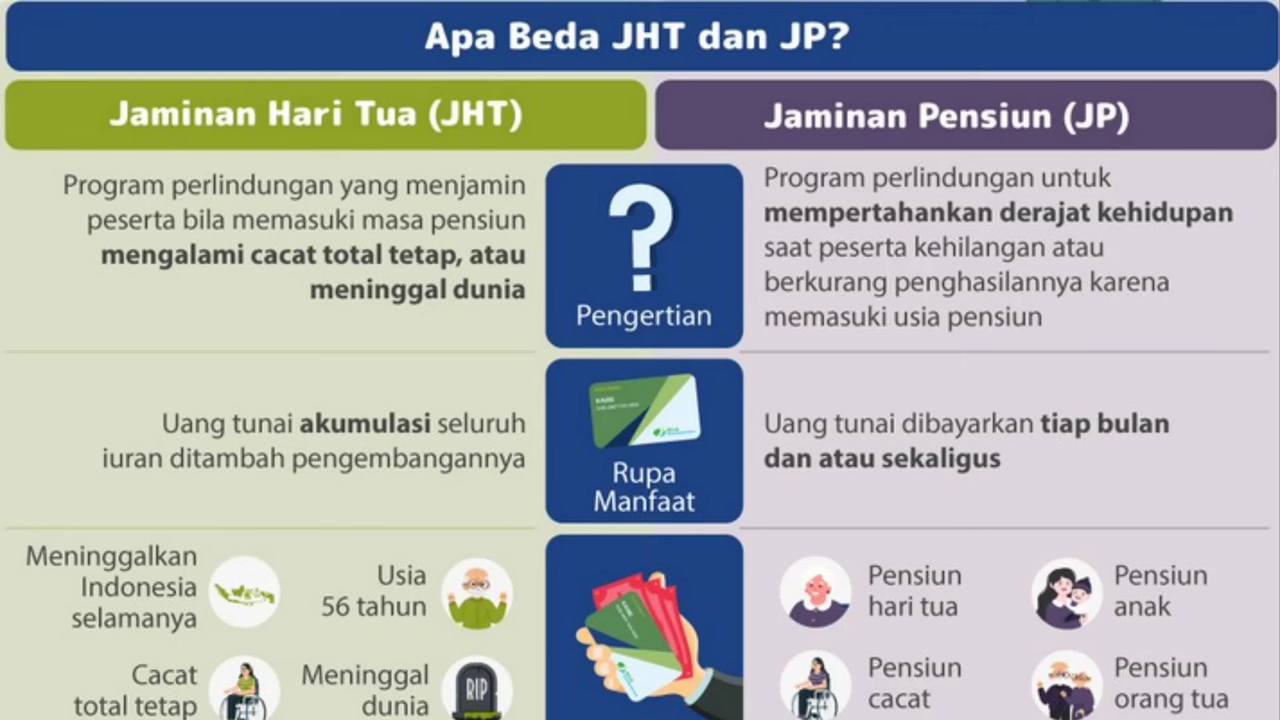 Apa Beda JHT dan JP?
Jaminan Hari Tua (JHT)
Jaminan Pensiun (JP)
Program perlindungan yang menjamin
peserta bila memasuki masa pensiun
mengalami cacat total tetap, atau
meninggal dunia
Pengertian
Program perlindungan untuk
mempertahankan derajat kehidupan
saat peserta kehilangan atau
berkurang penghasilannya karena
memasuki usia pensiun
Uang tunai akumulasi seluruh
iuran ditambah pengembangannya
Rupa
Manfaat
Uang tunai dibayarkan tiap bulan
dan atau sekaligus
Meninggalkan
Indonesia
selamanya
Usia
56 tahun
Cacat
total tetap
Meninggal
dunia
RIP
Pensiun
hari tua
Pensiun
anak
Pensiun
cacat
Pensiun
orang tua